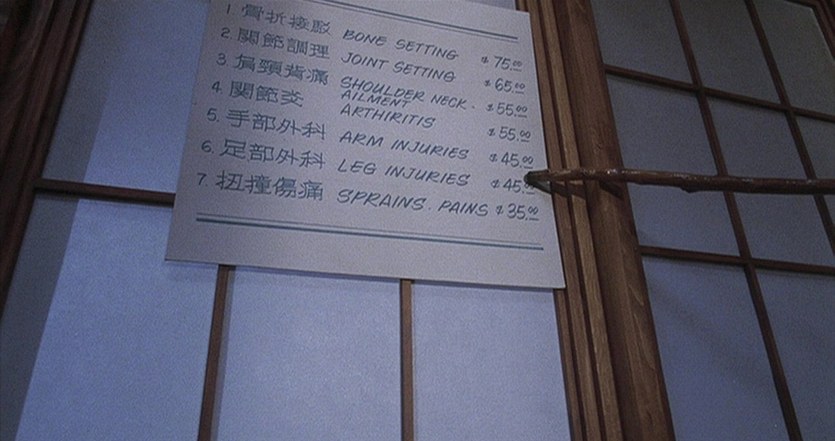 1 骨折接駁 BONE SETTING $75.00
2. 關節調理 JOINT SETTING $65.00
3. 肩頸背痛 SHOULDER NECK. $55.00
AILMENT
4. 關節炎 ARTHIRITIS $55.00
5. 手部外科 ARM INJURIES $45.00
6. 足部外科 LEG INJURIES $45.00
7. 扭撞傷痛 SPRAINS. PAINS $35.00